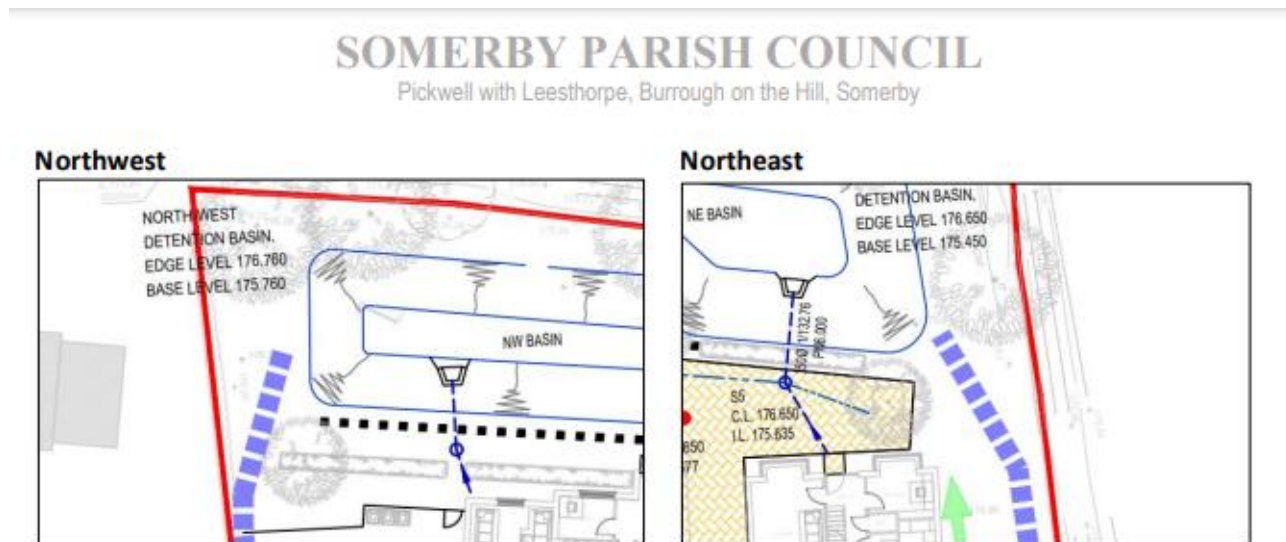 SOMERBY PARISH COUNCIL
Pickwell with Leesthorpe, Burrough on the Hill, Somerby
Northwest
NORTH WEST
DETENTION BASIN,
EDGE LEVEL 176.760
BASE LEVEL 175.760
NW BASIN
Northeast
NE BASIN
DETENTION BASIN,
EDGE LEVEL 176.650
BASE LEVEL 175.450
S5
C.L. 176.650
I.L. 175.635